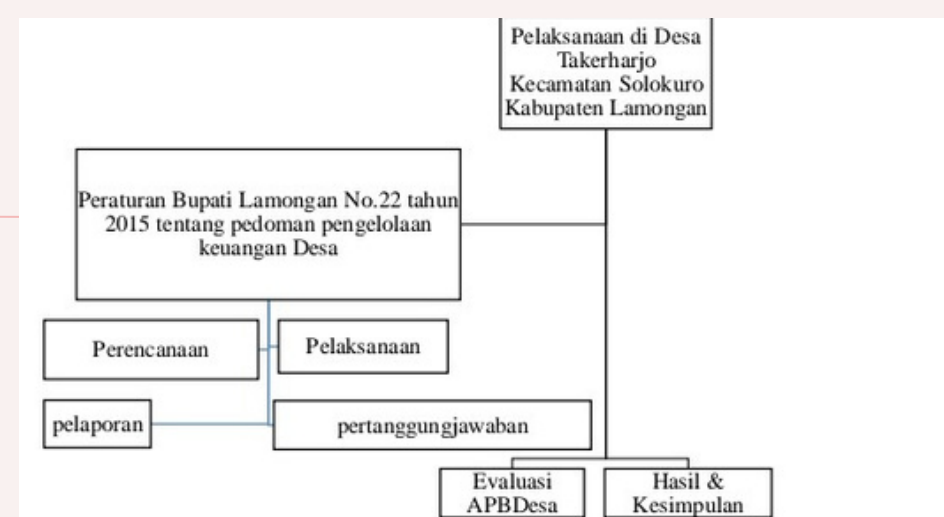 Pelaksanaan di Desa
Takerharjo
Kecamatan Solokuro
Kabupaten Lamongan
Peraturan Bupati Lamongan No.22 tahun
2015 tentang pedoman pengelolaan
keuangan Desa
Perencanaan
Pelaksanaan
pelaporan
pertanggungjawaban
Evaluasi
APBDesa
Hasil &
Kesimpulan